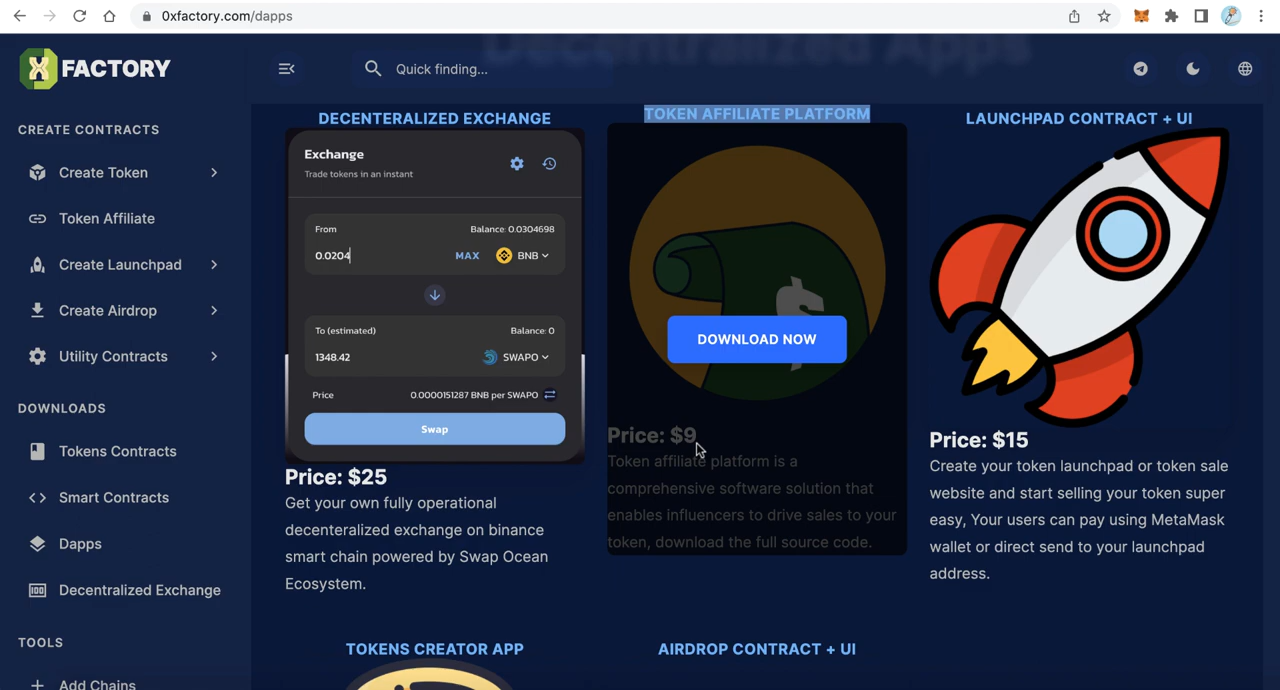 0xfactory.com/dapps
Decentralized Apps
FACTORY
Quick finding...
CREATE CONTRACTS
Create Token
Token Affiliate
Create Launchpad
Create Airdrop
Utility Contracts
DOWNLOADS
Tokens Contracts
Smart Contracts
Dapps
Decentralized Exchange
TOOLS
Add Chains
DECENTERALIZED EXCHANGE
Exchange
Trade tokens in an instant
From
Balance: 0.0304698
0.0204
MAX
BNB
To (estimated)
Balance: 0
1348.42
SWAPO
Price
0.0000151287 BNB per SWAPO
Swap
Price: $25
Get your own fully operational
decenteralized exchange on binance
smart chain powered by Swap Ocean
Ecosystem.
TOKEN AFFILIATE PLATFORM
$
DOWNLOAD NOW
Price: $9
Token affiliate platform is a
comprehensive software solution that
enables influencers to drive sales to your
token, download the full source code.
LAUNCHPAD CONTRACT + UI
Price: $15
Create your token launchpad or token sale
website and start selling your token super
easy, Your users can pay using MetaMask
wallet or direct send to your launchpad
address.
TOKENS CREATOR APP
AIRDROP CONTRACT + UI